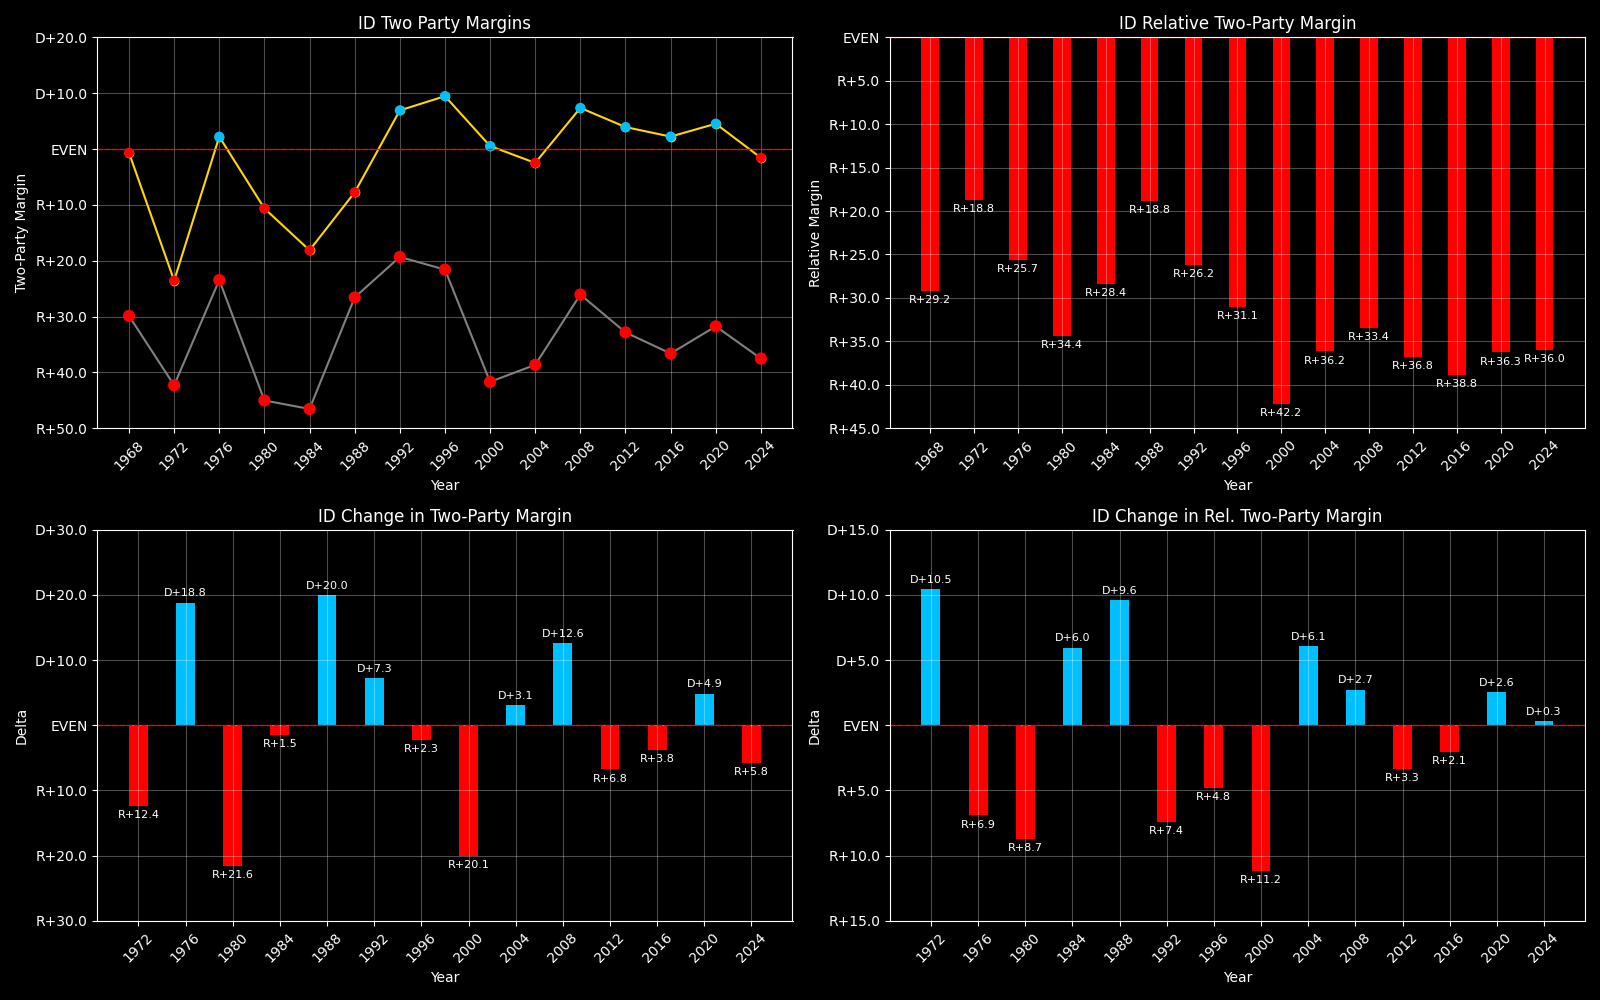 ID Two Party Margins
Two-Party Margin
D+20.0
D+10.0
EVEN
R+10.0
R+20.0
R+30.0
R+40.0
R+50.0
1968 1972 1976 1980 1984 1988 1992 1996 2000 2004 2008 2012 2016 2020 2024
Year
ID Relative Two-Party Margin
Relative Margin
EVEN
R+5.0
R+10.0
R+15.0
R+20.0
R+25.0
R+30.0
R+35.0
R+40.0
R+45.0
R+29.2
R+18.8
R+25.7
R+34.4
R+28.4
R+18.8
R+26.2
R+31.1
R+42.2
R+36.2
R+33.4
R+36.8
R+38.8
R+36.3
R+36.0
1968 1972 1976 1980 1984 1988 1992 1996 2000 2004 2008 2012 2016 2020 2024
Year
ID Change in Two-Party Margin
Delta
D+30.0
D+20.0
D+10.0
EVEN
R+10.0
R+20.0
R+30.0
R+12.4
D+18.8
R+21.6
R+1.5
D+20.0
D+7.3
R+2.3
R+20.1
D+3.1
D+12.6
R+6.8
R+3.8
D+4.9
R+5.8
1972 1976 1980 1984 1988 1992 1996 2000 2004 2008 2012 2016 2020 2024
Year
ID Change in Rel. Two-Party Margin
Delta
D+15.0
D+10.0
D+5.0
EVEN
R+5.0
R+10.0
R+15.0
D+10.5
R+6.9
R+8.7
D+6.0
D+9.6
R+7.4
R+4.8
R+11.2
D+6.1
D+2.7
R+3.3
R+2.1
D+2.6
D+0.3
1972 1976 1980 1984 1988 1992 1996 2000 2004 2008 2012 2016 2020 2024
Year